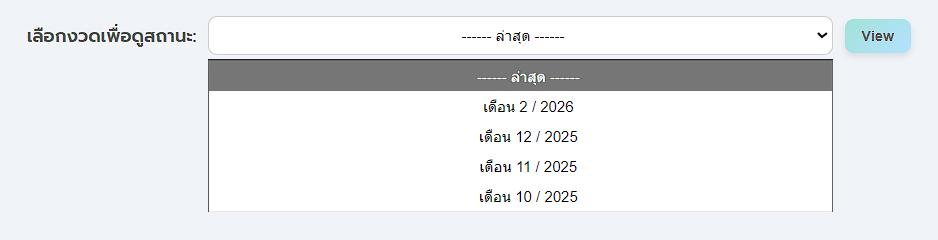 เลือกงวดเพื่อดูสถานะ: ------ ล่าสุด ------ View
------ ล่าสุด ------
เดือน 2 / 2026
เดือน 12 / 2025
เดือน 11 / 2025
เดือน 10 / 2025